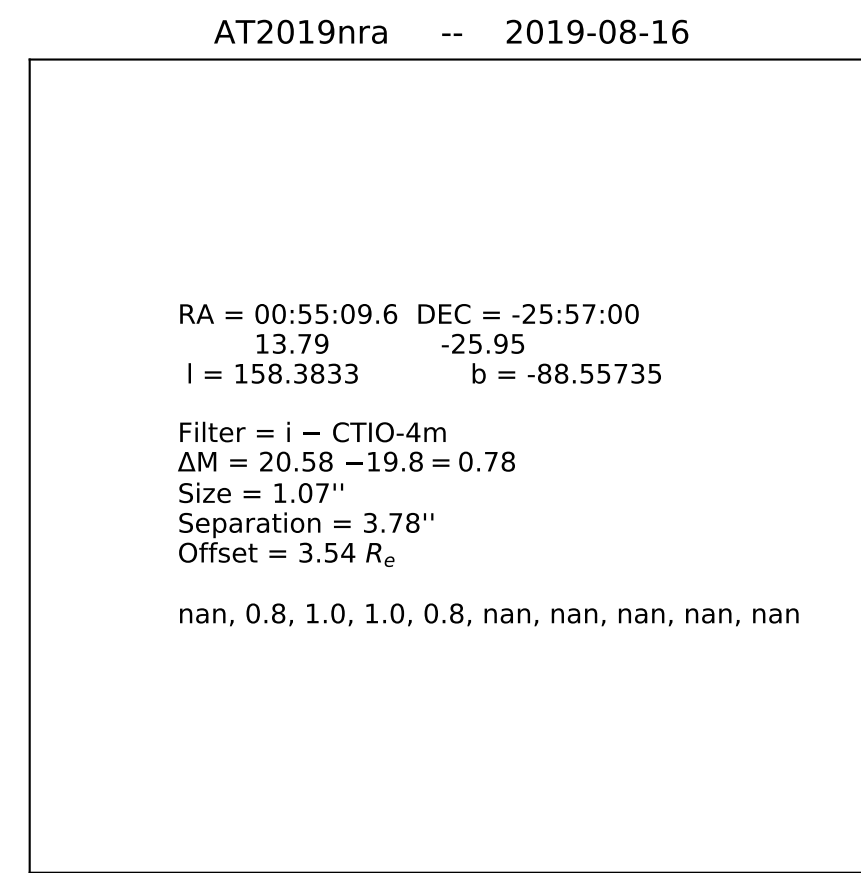 AT2019nra -- 2019-08-16
RA = 00:55:09.6 DEC = -25:57:00
13.79 -25.95
l = 158.3833 b = -88.55735
Filter = i − CTIO-4m
ΔM = 20.58 −19.8 = 0.78
Size = 1.07''
Separation = 3.78''
Offset = 3.54 Rₑ
nan, 0.8, 1.0, 1.0, 0.8, nan, nan, nan, nan, nan